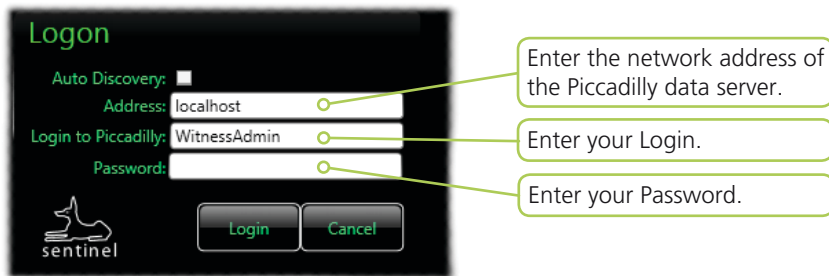 Logon
Auto Discovery:
Address: localhost
Login to Piccadilly: WitnessAdmin
Password:
Login Cancel
sentinel
Enter the network address of
the Piccadilly data server.
Enter your Login.
Enter your Password.